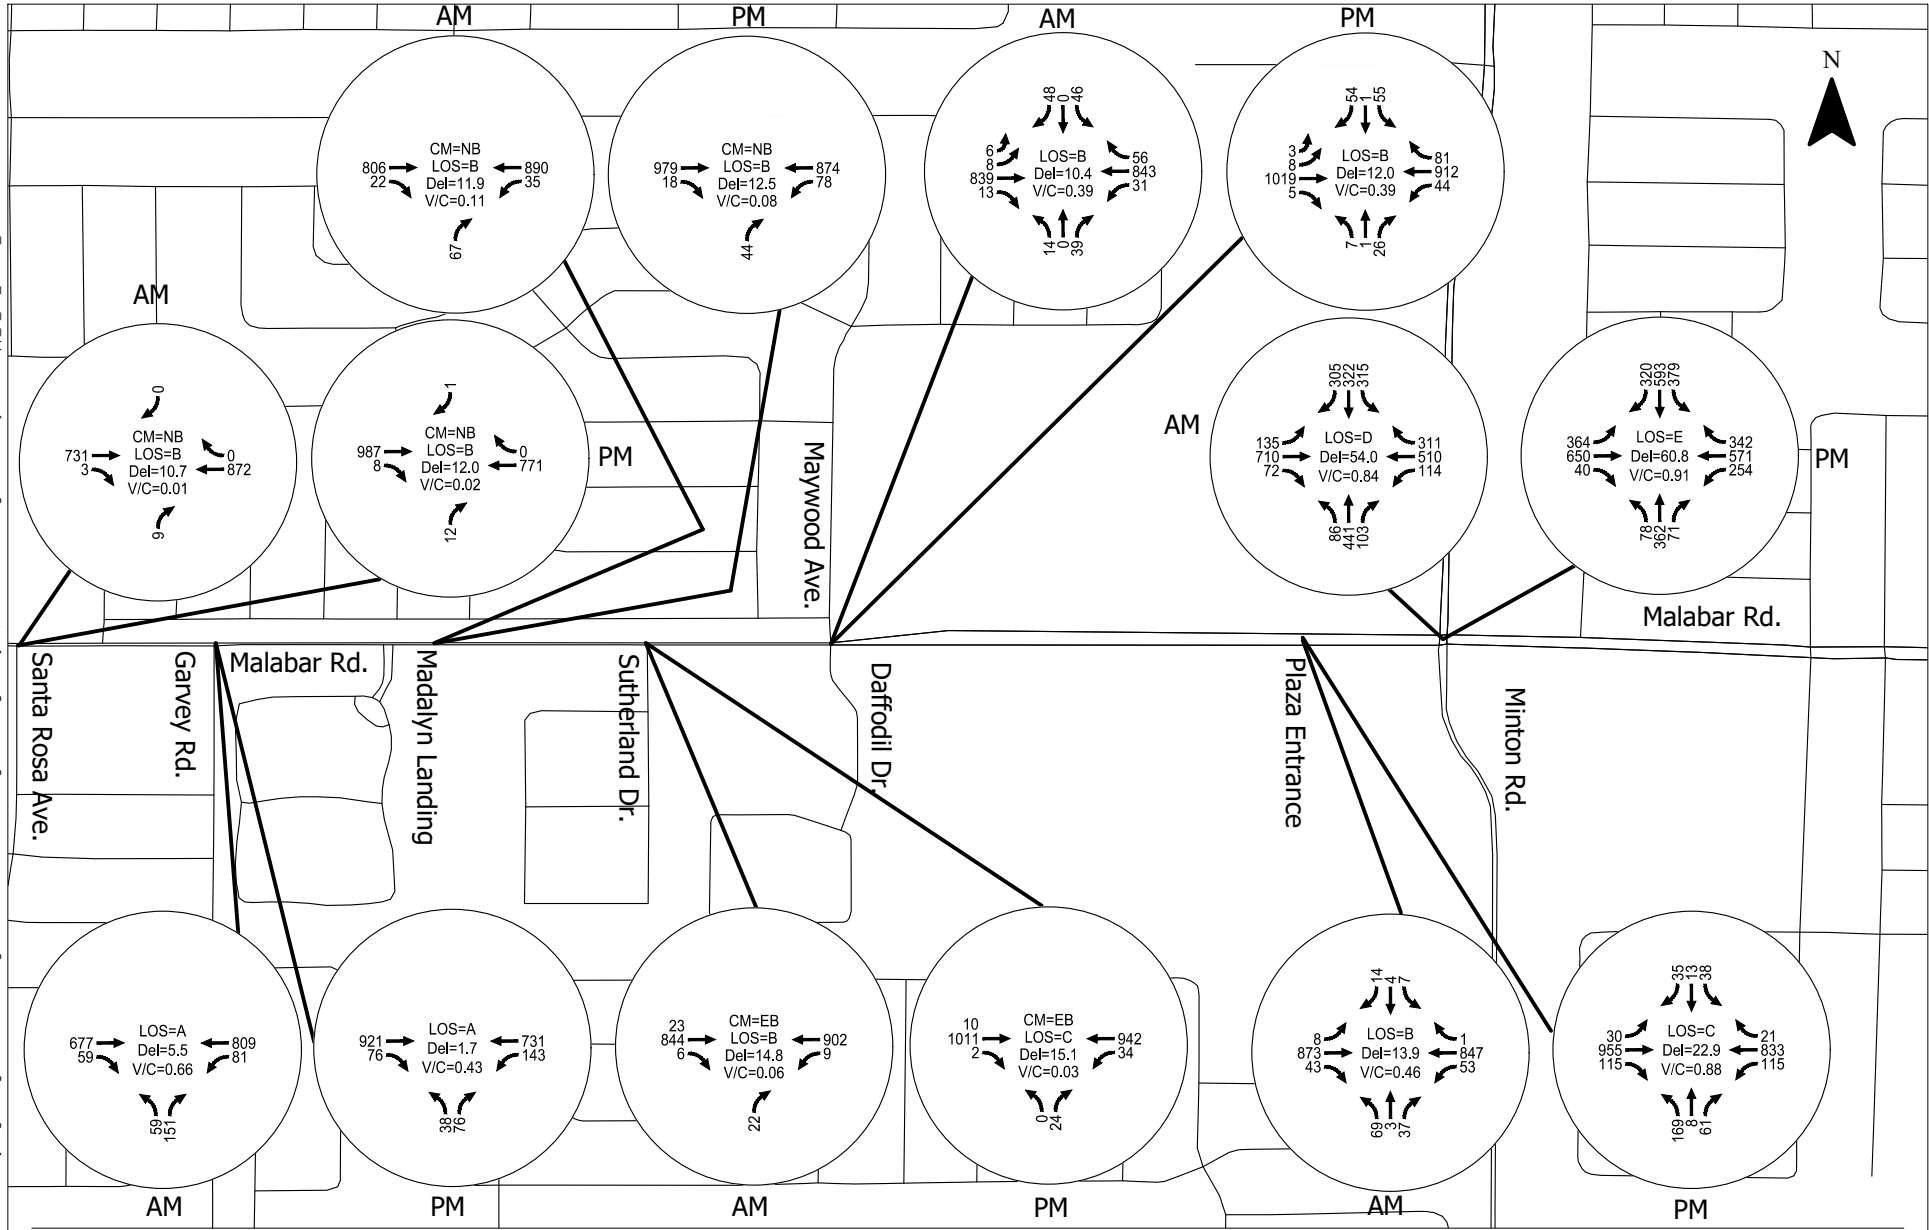 AM
PM
AM
PM
N
CM=NB
LOS=B
Del=11.9
V/C=0.11
806
22
890
35
67
CM=NB
LOS=B
Del=12.5
V/C=0.08
979
18
874
78
44
48
0
46
6
8
839
13
LOS=B
Del=10.4
V/C=0.39
56
843
31
14
0
39
54
1
55
3
8
1019
5
LOS=B
Del=12.0
V/C=0.39
81
912
44
7
1
26
AM
0
731
3
CM=NB
LOS=B
Del=10.7
V/C=0.01
0
872
9
1
987
8
CM=NB
LOS=B
Del=12.0
V/C=0.02
0
771
12
PM
AM
305
322
315
135
710
72
LOS=D
Del=54.0
V/C=0.84
311
510
114
86
441
103
320
593
379
364
650
40
LOS=E
Del=60.8
V/C=0.91
342
571
254
78
362
71
PM
Maywood Ave.
Malabar Rd.
Santa Rosa Ave.
Garvey Rd.
Malabar Rd.
Madalyn Landing
Sutherland Dr.
Daffodil Dr.
Plaza Entrance
Minton Rd.
677
59
LOS=A
Del=5.5
V/C=0.66
809
81
59
151
921
76
LOS=A
Del=1.7
V/C=0.43
731
143
38
76
23
844
6
CM=EB
LOS=B
Del=14.8
V/C=0.06
902
9
22
10
1011
2
CM=EB
LOS=C
Del=15.1
V/C=0.03
942
34
0
24
14
4
7
8
873
43
LOS=B
Del=13.9
V/C=0.46
1
847
53
69
3
37
35
13
38
30
955
115
LOS=C
Del=22.9
V/C=0.88
21
833
115
169
8
61
AM
PM
AM
PM
AM
PM